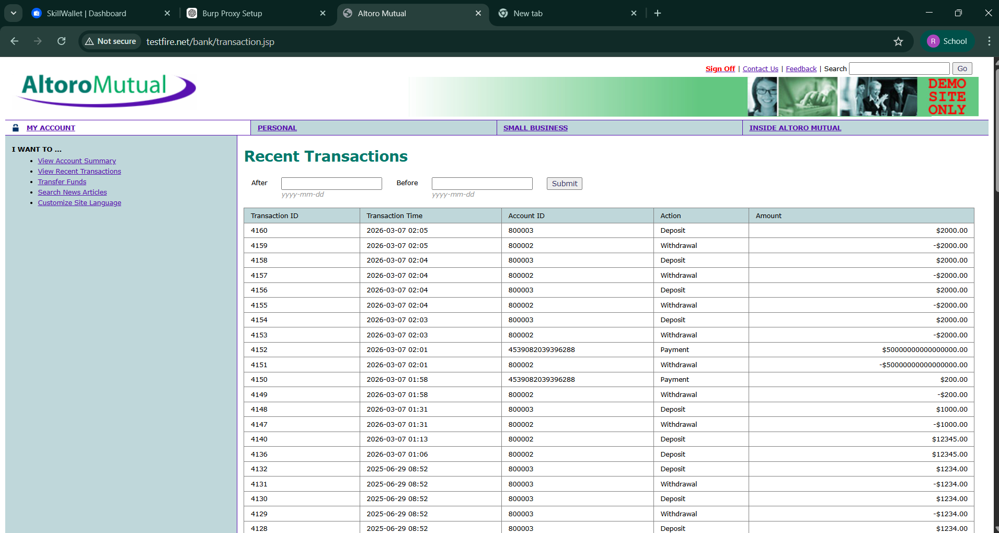 SkillWallet | Dashboard
Burp Proxy Setup
Altoro Mutual
New tab
Not secure
testfire.net/bank/transaction.jsp
R School
Sign Off | Contact Us | Feedback | Search Go
AltoroMutual
DEMO
SITE
ONLY
MY ACCOUNT
PERSONAL
SMALL BUSINESS
INSIDE ALTORO MUTUAL
I WANT TO ...
• View Account Summary
• View Recent Transactions
• Transfer Funds
• Search News Articles
• Customize Site Language
Recent Transactions
After Before Submit
yyyy-mm-dd yyyy-mm-dd
Transaction ID Transaction Time Account ID Action Amount
4160 2026-03-07 02:05 800003 Deposit $2000.00
4159 2026-03-07 02:05 800002 Withdrawal -$2000.00
4158 2026-03-07 02:04 800003 Deposit $2000.00
4157 2026-03-07 02:04 800002 Withdrawal -$2000.00
4156 2026-03-07 02:04 800003 Deposit $2000.00
4155 2026-03-07 02:04 800002 Withdrawal -$2000.00
4154 2026-03-07 02:03 800003 Deposit $2000.00
4153 2026-03-07 02:03 800002 Withdrawal -$2000.00
4152 2026-03-07 02:01 4539082039396288 Payment $50000000000000000.00
4151 2026-03-07 02:01 800002 Withdrawal -$50000000000000000.00
4150 2026-03-07 01:58 4539082039396288 Payment $200.00
4149 2026-03-07 01:58 800002 Withdrawal -$200.00
4148 2026-03-07 01:31 800003 Deposit $1000.00
4147 2026-03-07 01:31 800002 Withdrawal -$1000.00
4140 2026-03-07 01:13 800002 Deposit $12345.00
4136 2026-03-07 01:06 800002 Deposit $12345.00
4132 2025-06-29 08:52 800003 Deposit $1234.00
4131 2025-06-29 08:52 800003 Withdrawal -$1234.00
4130 2025-06-29 08:52 800003 Deposit $1234.00
4129 2025-06-29 08:52 800003 Withdrawal -$1234.00
4128 2025-06-29 08:52 800003 Deposit $1234.00